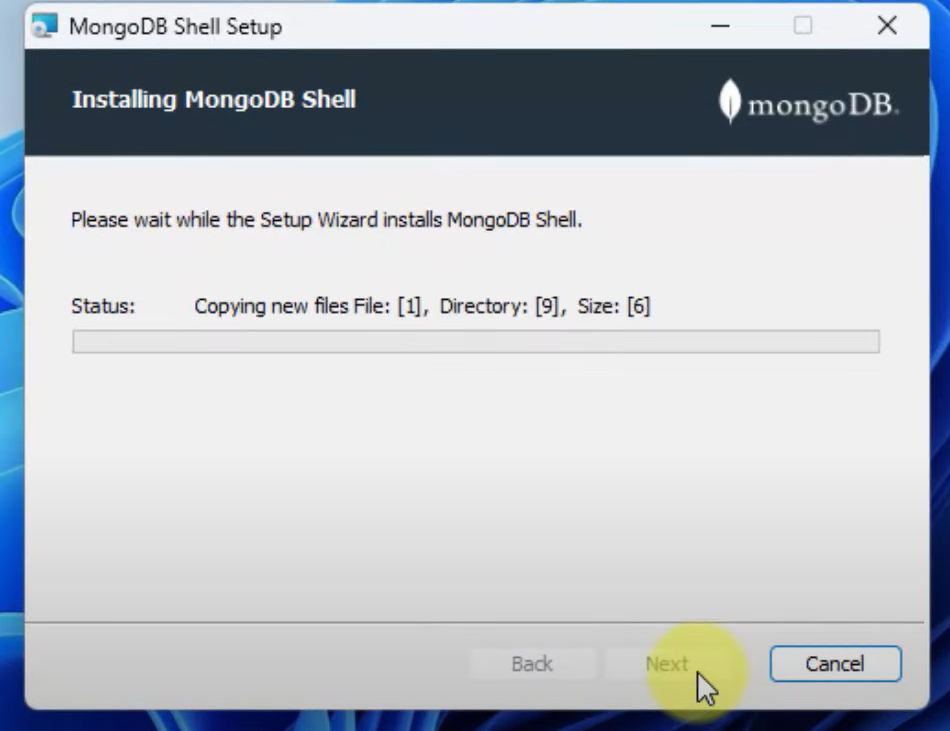 MongoDB Shell Setup
Installing MongoDB Shell
mongoDB.
Please wait while the Setup Wizard installs MongoDB Shell.
Status: Copying new files File: [1], Directory: [9], Size: [6]
Back Next Cancel